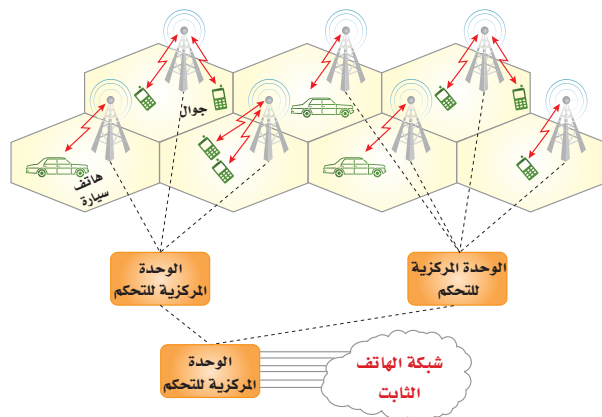 جوال
هاتف
سيارة
الوحدة المركزية
للتحكم
الوحدة
المركزية للتحكم
شبكة الهاتف
الثابت
الوحدة
المركزية للتحكم